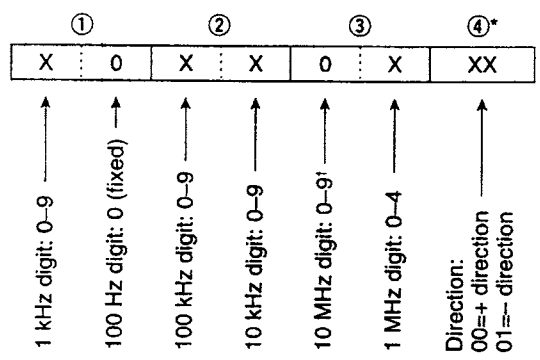 ① ② ③ ④*
X 0 X X 0 X XX
1 kHz digit: 0–9
100 Hz digit: 0 (fixed)
100 kHz digit: 0–9
10 kHz digit: 0–9
10 MHz digit: 0–9†
1 MHz digit: 0–4
Direction:
00=+ direction
01=– direction